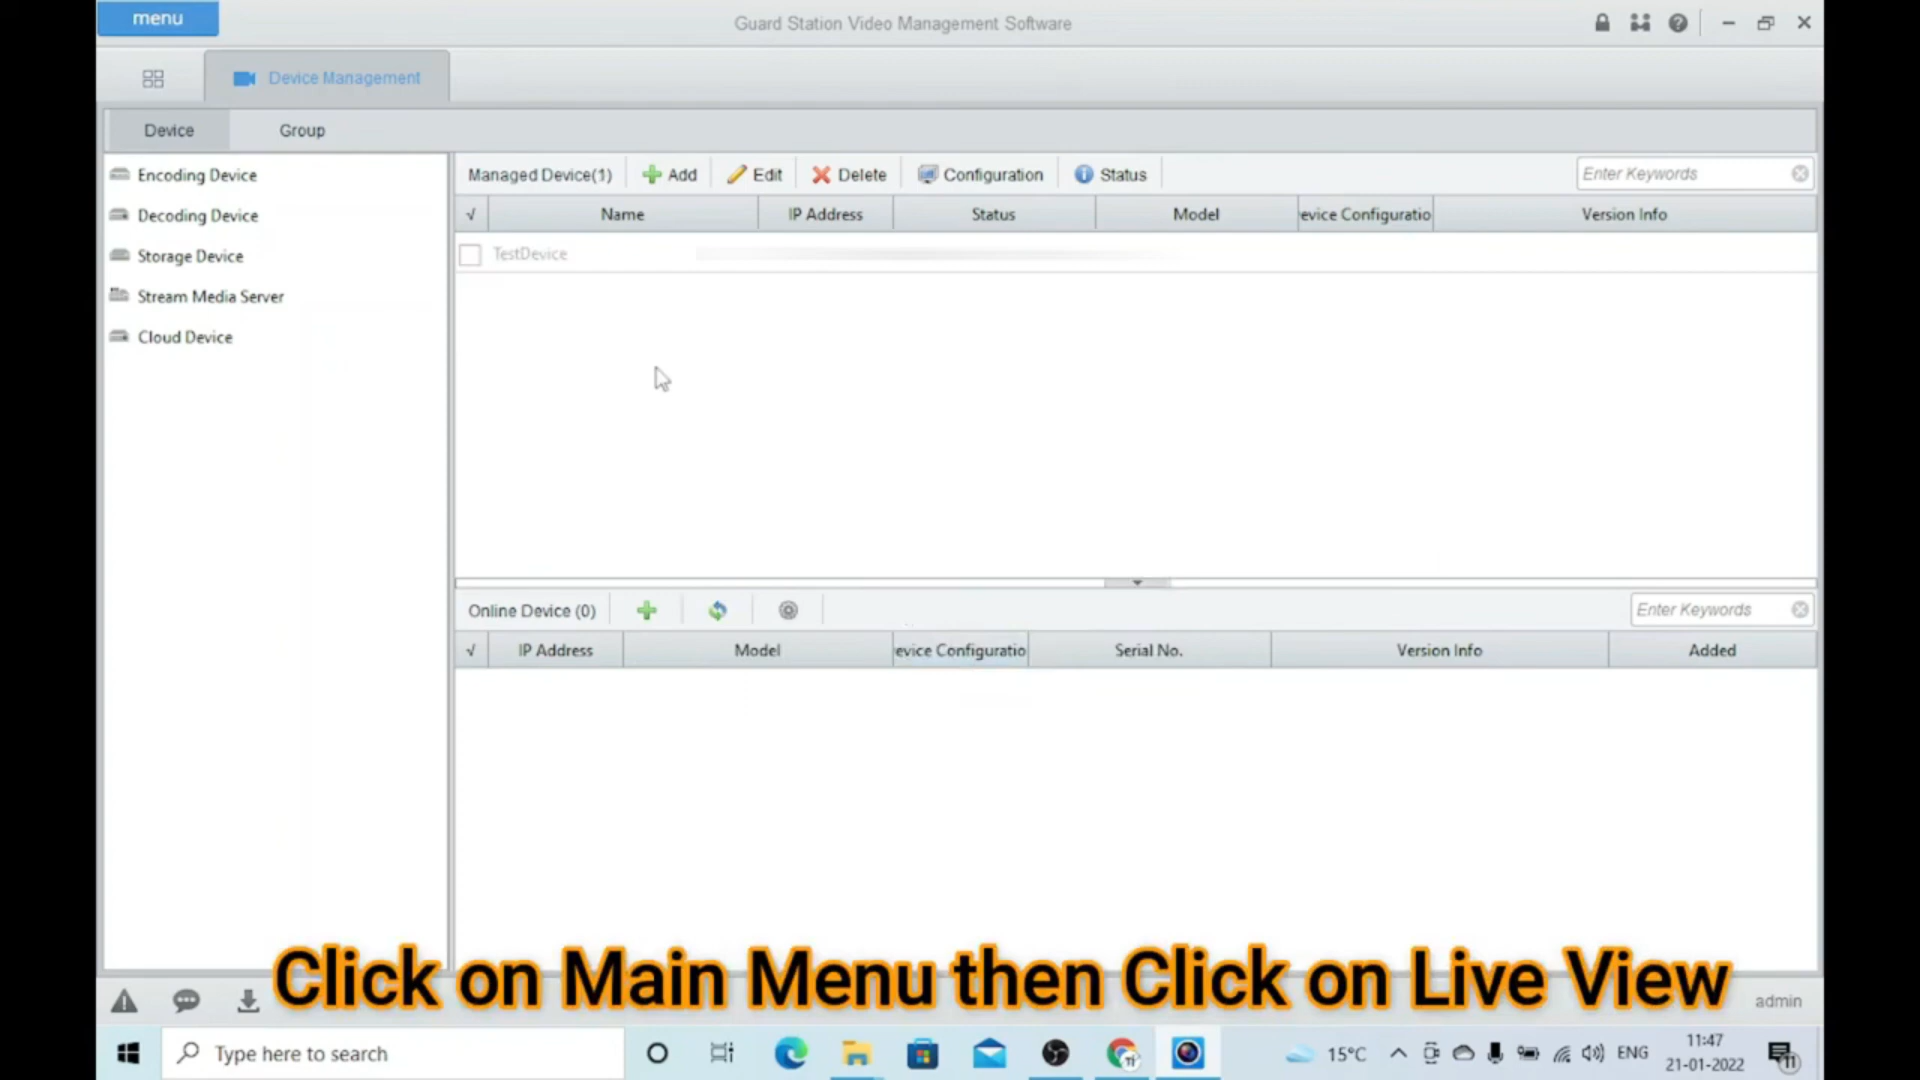 menu
Guard Station Video Management Software
Device Management
Device
Group
Encoding Device
Decoding Device
Storage Device
Stream Media Server
Cloud Device
Managed Device(1)
Add
Edit
Delete
Configuration
Status
Enter Keywords
√
Name
IP Address
Status
Model
evice Configuratio
Version Info
TestDevice
Online Device (0)
Enter Keywords
√
IP Address
Model
evice Configuratio
Serial No.
Version Info
Added
Click on Main Menu then Click on Live View
admin
Type here to search
15°C
ENG
11:47
21-01-2022
11